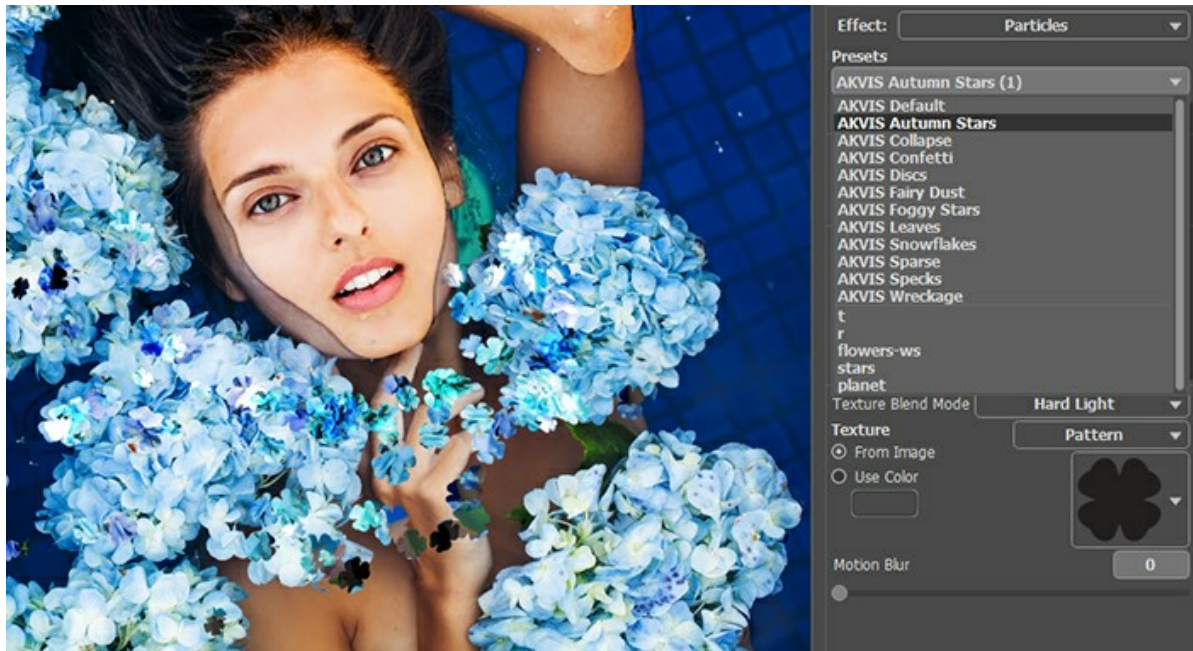 Effect: Particles
Presets
AKVIS Autumn Stars (1)
AKVIS Default
AKVIS Autumn Stars
AKVIS Collapse
AKVIS Confetti
AKVIS Discs
AKVIS Fairy Dust
AKVIS Foggy Stars
AKVIS Leaves
AKVIS Snowflakes
AKVIS Sparse
AKVIS Specks
AKVIS Wreckage
t
r
flowers-ws
stars
planet
Texture Blend Mode Hard Light
Texture Pattern
From Image
Use Color
Motion Blur 0